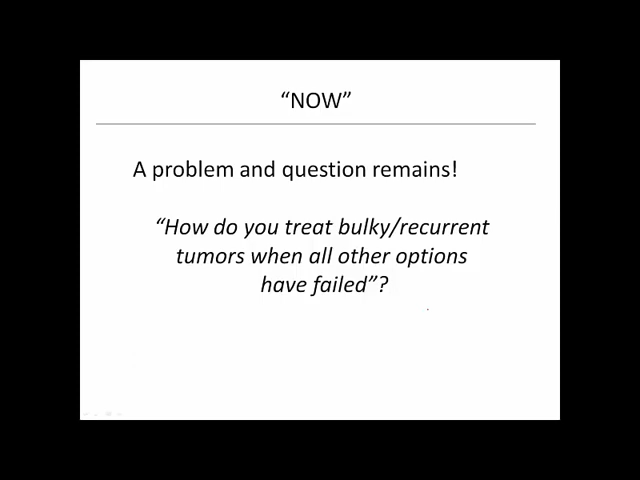 “NOW”
A problem and question remains!
“How do you treat bulky/recurrent
tumors when all other options
have failed”?